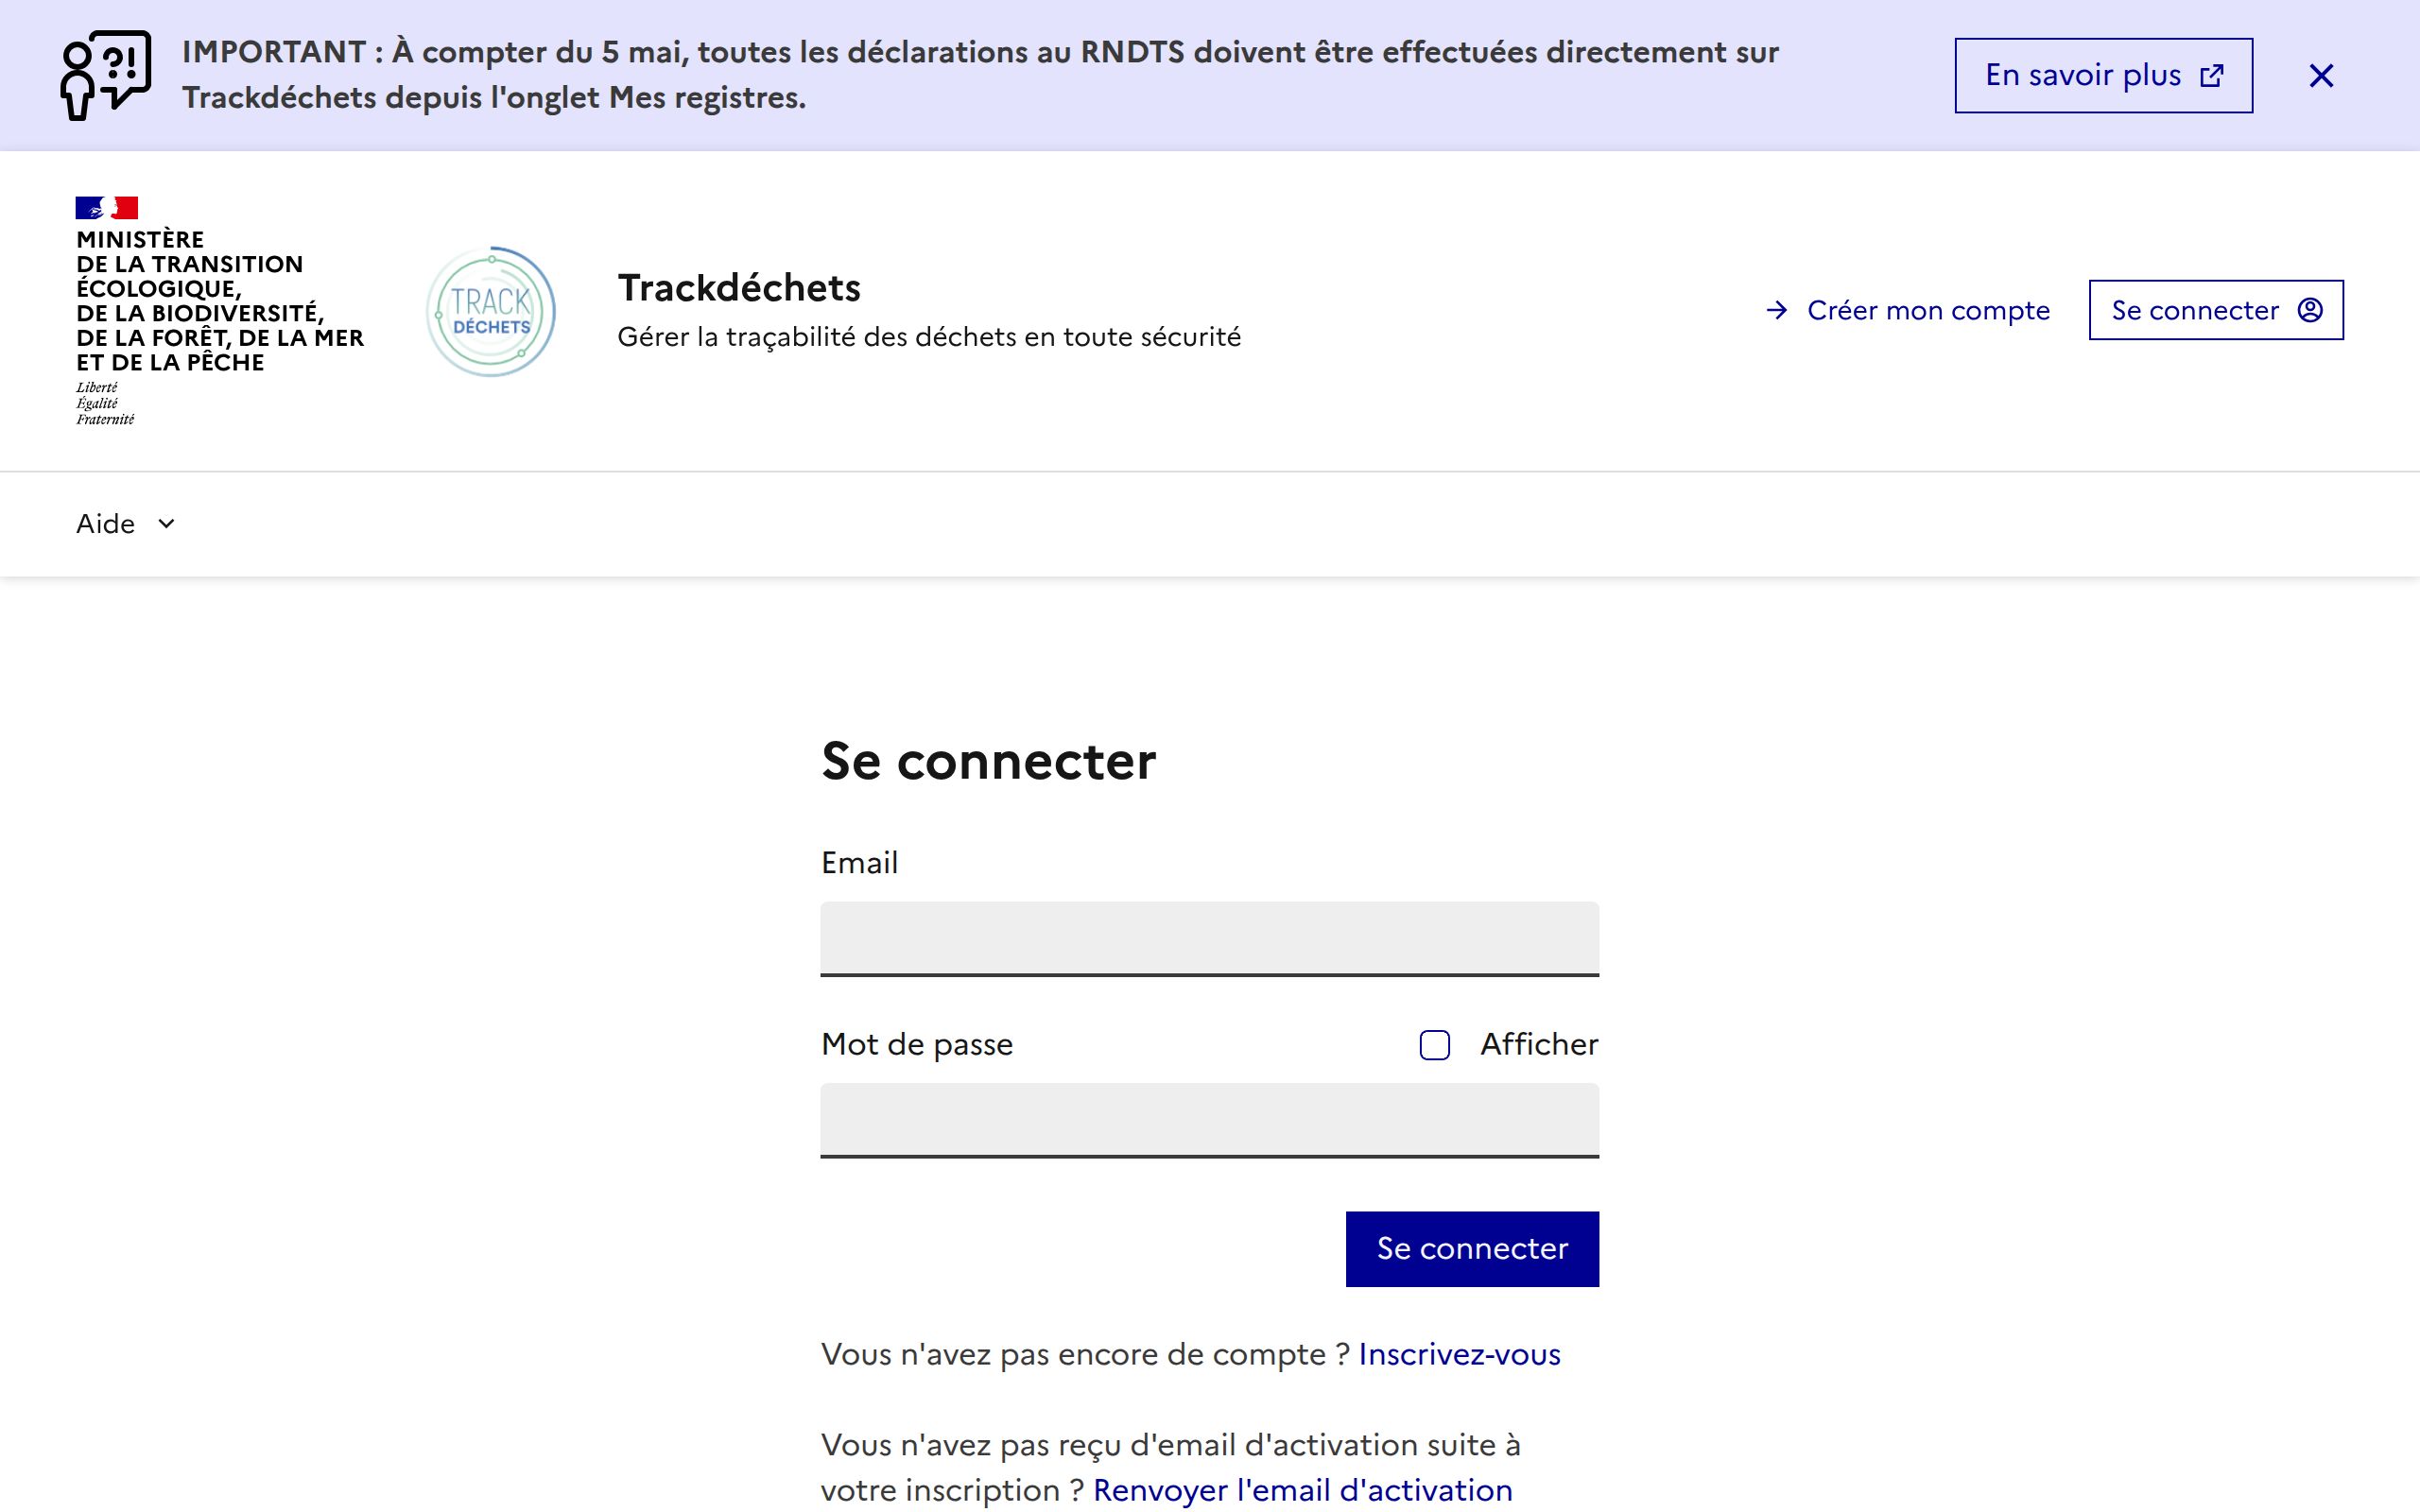 IMPORTANT : À compter du 5 mai, toutes les déclarations au RNDTS doivent être effectuées directement sur
Trackdéchets depuis l'onglet Mes registres.
En savoir plus
?!
MINISTÈRE
DE LA TRANSITION
ÉCOLOGIQUE,
DE LA BIODIVERSITÉ,
DE LA FORÊT, DE LA MER
ET DE LA PÊCHE
Liberté
Égalité
Fraternité
TRACK
DÉCHETS
Trackdéchets
Gérer la traçabilité des déchets en toute sécurité
Créer mon compte
Se connecter
Aide
Se connecter
Email
Mot de passe
Afficher
Se connecter
Vous n'avez pas encore de compte ? Inscrivez-vous
Vous n'avez pas reçu d'email d'activation suite à
votre inscription ? Renvoyer l'email d'activation